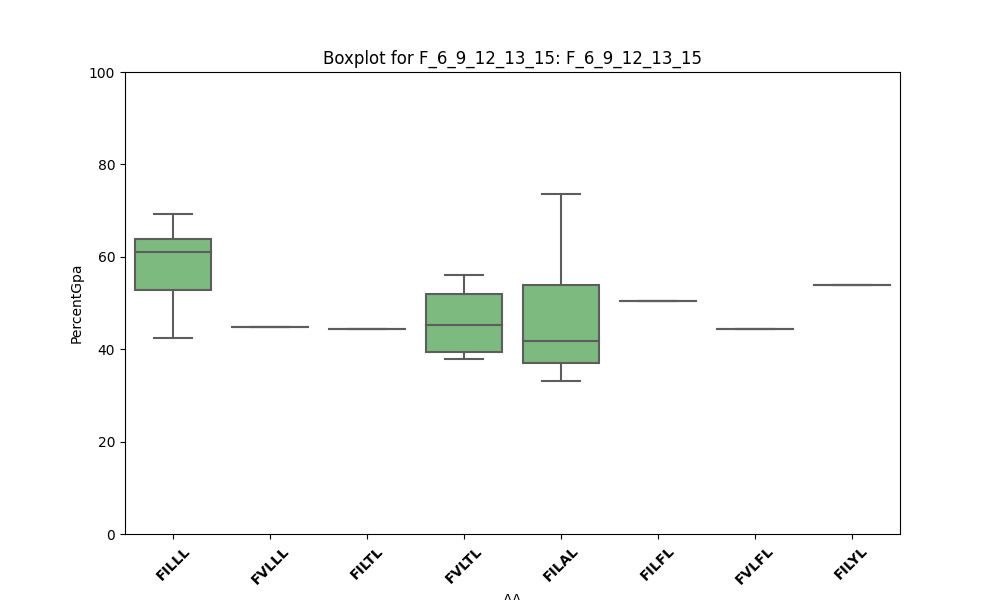 Boxplot for F_6_9_12_13_15: F_6_9_12_13_15
100
80
60
40
20
0
PercentGpa
FILLL
FVLLL
FILTL
FVLTL
FILAL
FILFL
FVLFL
FILYL
AA